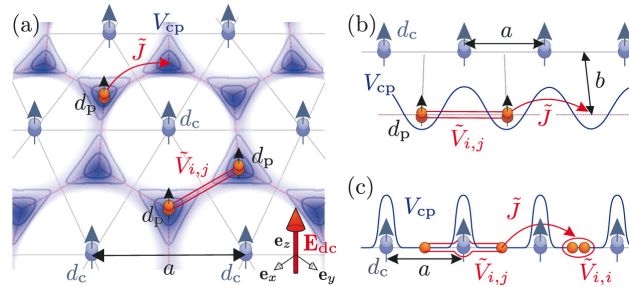 (a)
V_cp
J̃
d_p
d_c
Ṽ_{i,j}
d_p
d_p
E_dc
e_z
e_x
e_y
d_c
a
d_c
(b)
d_c
a
V_cp
b
d_p
Ṽ_{i,j}
J̃
(c)
V_cp
J̃
d_c
a
Ṽ_{i,j}
Ṽ_{i,i}